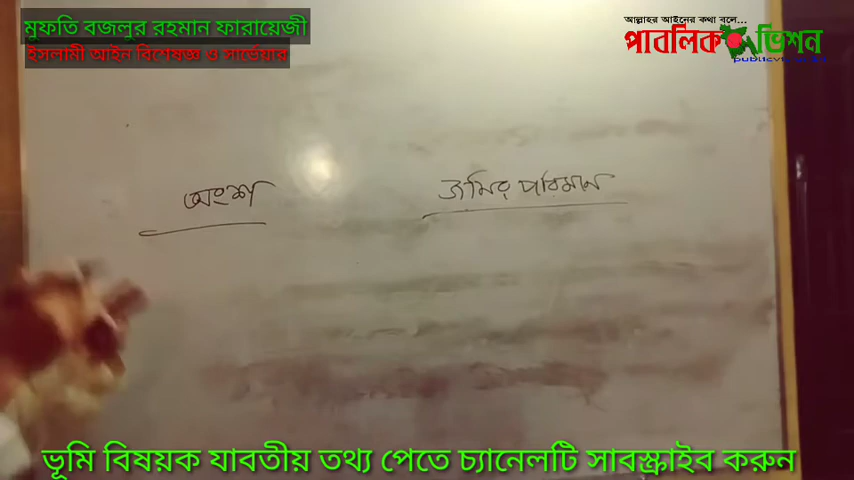 মুফতি বজলুর রহমান ফারায়েজী
ইসলামী আইন বিশেষজ্ঞ ও সার্ভেয়ার
আল্লাহর আইনের কথা বলে...
পাবলিক ভিশন
অংশ
জমির পরিমান
ভূমি বিষয়ক যাবতীয় তথ্য পেতে চ্যানেলটি সাবস্ক্রাইব করুন